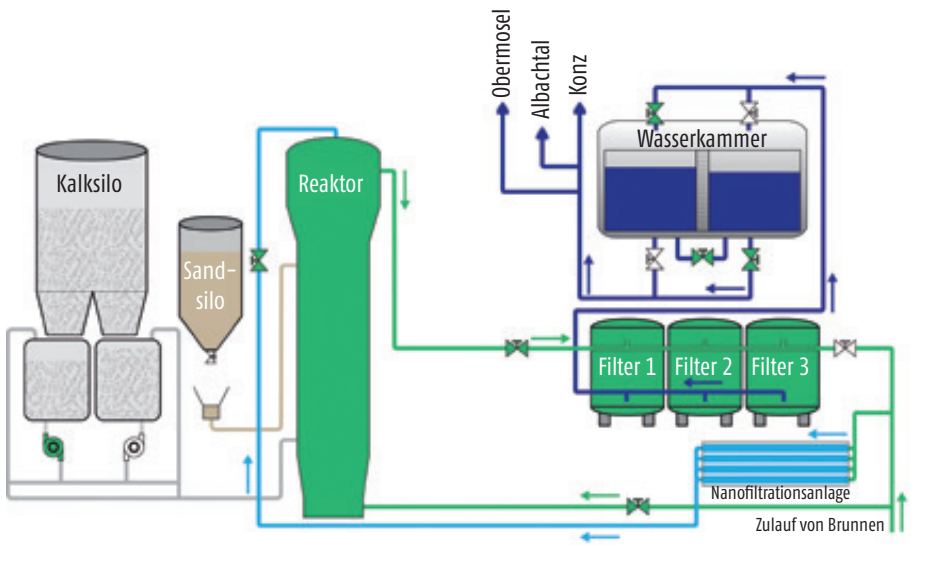 Obermosel
Albachtal
Konz
Wasserkammer
Kalksilo
Reaktor
Sand-
silo
Filter 1
Filter 2
Filter 3
Nanofiltrationsanlage
Zulauf von Brunnen